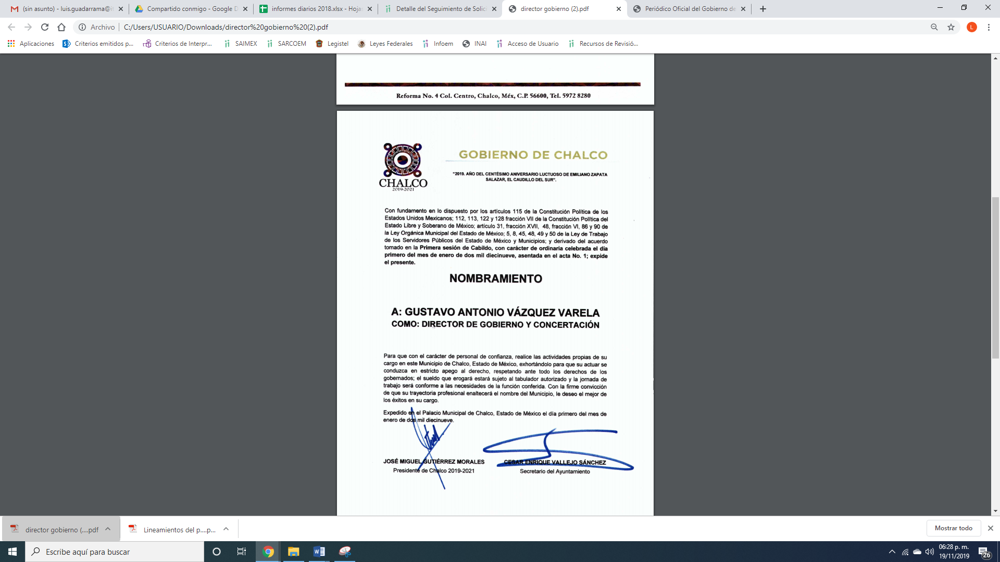 (sin asunto) - luis.guadarrama@it
Compartido conmigo - Google D
informes diarios 2018.xlsx - Hojas
Detalle del Seguimiento de Solici
director gobierno (2).pdf
Periódico Oficial del Gobierno de
Archivo
C:/Users/USUARIO/Downloads/director%20gobierno%20(2).pdf
L
Aplicaciones
Criterios emitidos p...
Criterios de Interpr...
SAIMEX
SARCOEM
Legistel
Leyes Federales
Infoem
INAI
Acceso de Usuario
Recursos de Revisió...
Reforma No. 4 Col. Centro, Chalco, Méx, C.P. 56600, Tel. 5972 8280
CHALCO
2019-2021
GOBIERNO DE CHALCO
"2019. AÑO DEL CENTÉSIMO ANIVERSARIO LUCTUOSO DE EMILIANO ZAPATA
SALAZAR, EL CAUDILLO DEL SUR".
Con fundamento en lo dispuesto por los artículos 115 de la Constitución Política de los
Estados Unidos Mexicanos; 112, 113, 122 y 128 fracción VII de la Constitución Política del
Estado Libre y Soberano de México; artículo 31, fracción XVII, 48, fracción VI, 86 y 90 de
la Ley Orgánica Municipal del Estado de México; 5, 8, 45, 48, 49 y 50 de la Ley de Trabajo
de los Servidores Públicos del Estado de México y Municipios; y derivado del acuerdo
tomado en la Primera sesión de Cabildo, con carácter de ordinaria celebrada el día
primero del mes de enero de dos mil diecinueve, asentada en el acta No. 1; expide
el presente.
NOMBRAMIENTO
A: GUSTAVO ANTONIO VÁZQUEZ VARELA
COMO: DIRECTOR DE GOBIERNO Y CONCERTACIÓN
Para que con el carácter de personal de confianza, realice las actividades propias de su
cargo en este Municipio de Chalco, Estado de México, exhortándolo para que su actuar se
conduzca en estricto apego al derecho, respetando ante todo los derechos de los
gobernados; el sueldo que erogará estará sujeto al tabulador autorizado y la jornada de
trabajo será conforme a las necesidades de la función conferida. Con la firme convicción
de que su trayectoria profesional enaltecerá el nombre del Municipio, le deseo el mejor de
los éxitos en su cargo.
Expedido en el Palacio Municipal de Chalco, Estado de México el día primero del mes de
enero de dos mil diecinueve.
JOSÉ MIGUEL GUTIÉRREZ MORALES
Presidente de Chalco 2019-2021
CESAR ENRIQUE VALLEJO SÁNCHEZ
Secretario del Ayuntamiento
director gobierno (....pdf
Lineamientos del p....p...
Mostrar todo
Escribe aquí para buscar
06:28 p. m.
19/11/2019
26